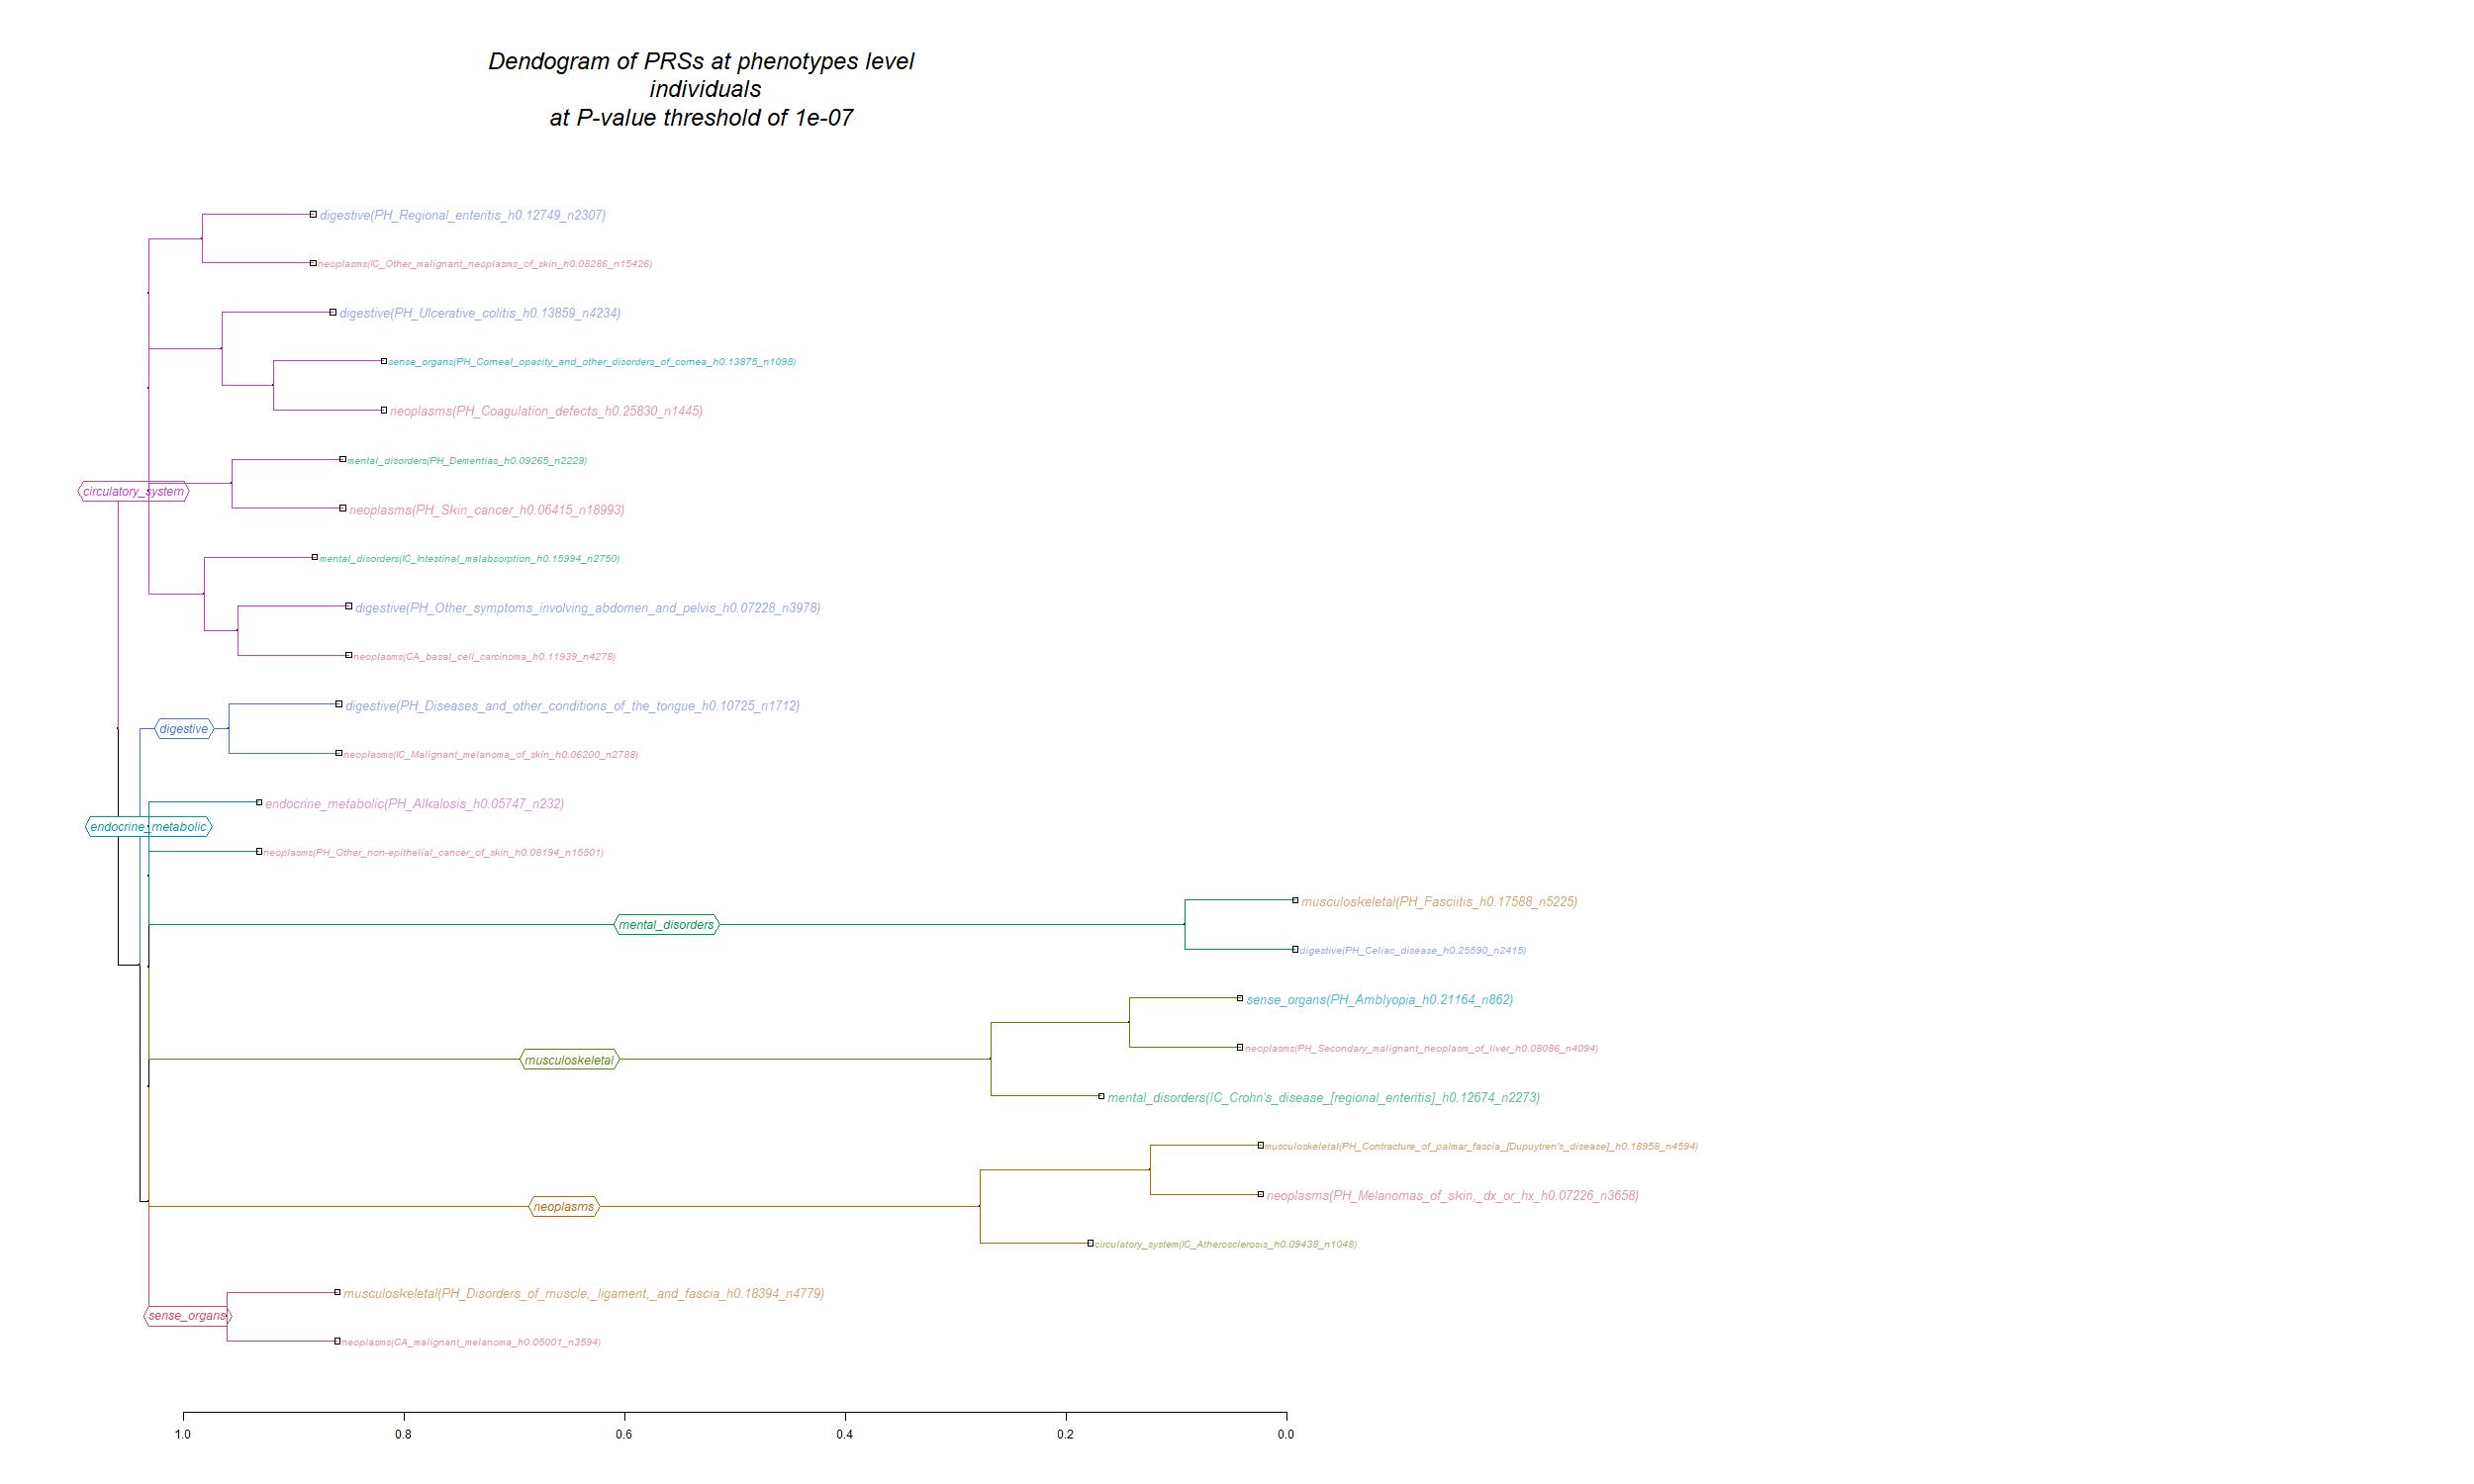 Dendogram of PRSs at phenotypes level
individuals
at P-value threshold of 1e-07
digestive(PH_Regional_enteritis_h0.12749_n2307)
neoplasms(IC_Other_malignant_neoplasms_of_skin_h0.08286_n15426)
digestive(PH_Ulcerative_colitis_h0.13859_n4234)
sense_organs(PH_Corneal_opacity_and_other_disorders_of_cornea_h0.13875_n1098)
neoplasms(PH_Coagulation_defects_h0.25830_n1445)
mental_disorders(PH_Dementias_h0.09265_n2229)
circulatory_system
neoplasms(PH_Skin_cancer_h0.06415_n18993)
mental_disorders(IC_Intestinal_malabsorption_h0.15994_n2750)
digestive(PH_Other_symptoms_involving_abdomen_and_pelvis_h0.07228_n3978)
neoplasms(CA_basal_cell_carcinoma_h0.11939_n4278)
digestive(PH_Diseases_and_other_conditions_of_the_tongue_h0.10725_n1712)
digestive
neoplasms(IC_Malignant_melanoma_of_skin_h0.06200_n2788)
endocrine_metabolic(PH_Alkalosis_h0.05747_n232)
endocrine_metabolic
neoplasms(PH_Other_non-epithelial_cancer_of_skin_h0.08194_n15501)
musculoskeletal(PH_Fasciitis_h0.17588_n5225)
mental_disorders
digestive(PH_Celiac_disease_h0.25590_n2415)
sense_organs(PH_Amblyopia_h0.21164_n862)
neoplasms(PH_Secondary_malignant_neoplasm_of_liver_h0.08086_n4094)
musculoskeletal
mental_disorders(IC_Crohn's_disease_[regional_enteritis]_h0.12674_n2273)
musculoskeletal(PH_Contracture_of_palmar_fascia_[Dupuytren's_disease]_h0.18958_n4594)
neoplasms(PH_Melanomas_of_skin,_dx_or_hx_h0.07226_n3658)
neoplasms
circulatory_system(IC_Atherosclerosis_h0.09438_n1048)
musculoskeletal(PH_Disorders_of_muscle,_ligament,_and_fascia_h0.18394_n4779)
sense_organs
neoplasms(CA_malignant_melanoma_h0.05001_n3594)
1.0 0.8 0.6 0.4 0.2 0.0